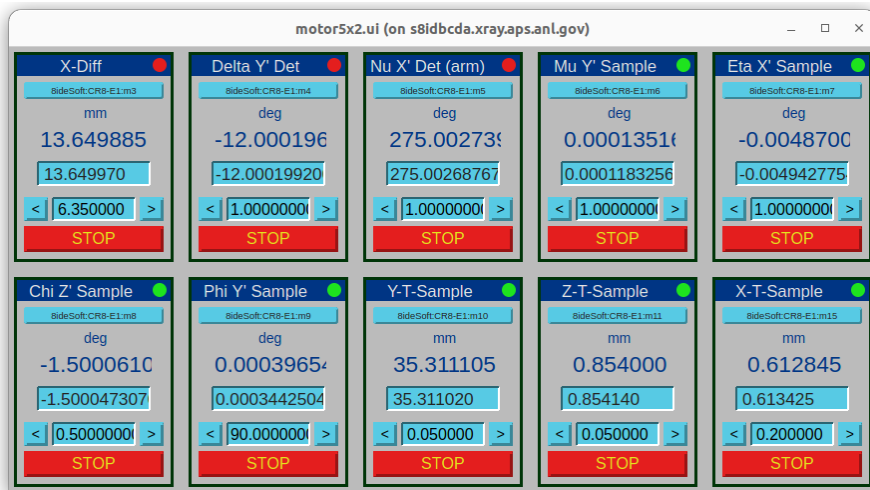 motor5x2.ui (on s8idbcda.xray.aps.anl.gov)
X-Diff
8ideSoft:CR8-E1:m3
mm
13.649885
13.649970
< 6.350000 >
STOP
Delta Y' Det
8ideSoft:CR8-E1:m4
deg
-12.000196
-12.00019920
< 1.0000000 >
STOP
Nu X' Det (arm)
8ideSoft:CR8-E1:m5
deg
275.002739
275.00268767
< 1.0000000 >
STOP
Mu Y' Sample
8ideSoft:CR8-E1:m6
deg
0.00013516
0.0001183256
< 1.0000000 >
STOP
Eta X' Sample
8ideSoft:CR8-E1:m7
deg
-0.0048700
-0.004942775
< 1.0000000 >
STOP
Chi Z' Sample
8ideSoft:CR8-E1:m8
deg
-1.5000610
-1.500047307
< 0.5000000 >
STOP
Phi Y' Sample
8ideSoft:CR8-E1:m9
deg
0.00039654
0.0003442504
< 90.000000 >
STOP
Y-T-Sample
8ideSoft:CR8-E1:m10
mm
35.311105
35.311020
< 0.050000 >
STOP
Z-T-Sample
8ideSoft:CR8-E1:m11
mm
0.854000
0.854140
< 0.050000 >
STOP
X-T-Sample
8ideSoft:CR8-E1:m15
mm
0.612845
0.613425
< 0.200000 >
STOP